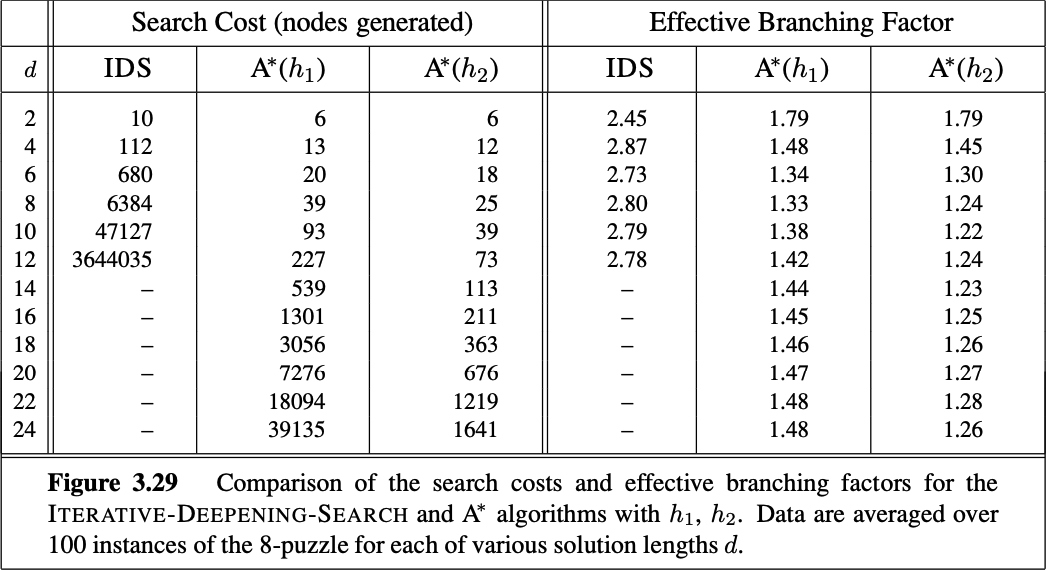 Search Cost (nodes generated) Effective Branching Factor
d IDS A*(h1) A*(h2) IDS A*(h1) A*(h2)
2 10 6 6 2.45 1.79 1.79
4 112 13 12 2.87 1.48 1.45
6 680 20 18 2.73 1.34 1.30
8 6384 39 25 2.80 1.33 1.24
10 47127 93 39 2.79 1.38 1.22
12 3644035 227 73 2.78 1.42 1.24
14 – 539 113 – 1.44 1.23
16 – 1301 211 – 1.45 1.25
18 – 3056 363 – 1.46 1.26
20 – 7276 676 – 1.47 1.27
22 – 18094 1219 – 1.48 1.28
24 – 39135 1641 – 1.48 1.26
Figure 3.29 Comparison of the search costs and effective branching factors for the
ITERATIVE-DEEPENING-SEARCH and A* algorithms with h1, h2. Data are averaged over
100 instances of the 8-puzzle for each of various solution lengths d.